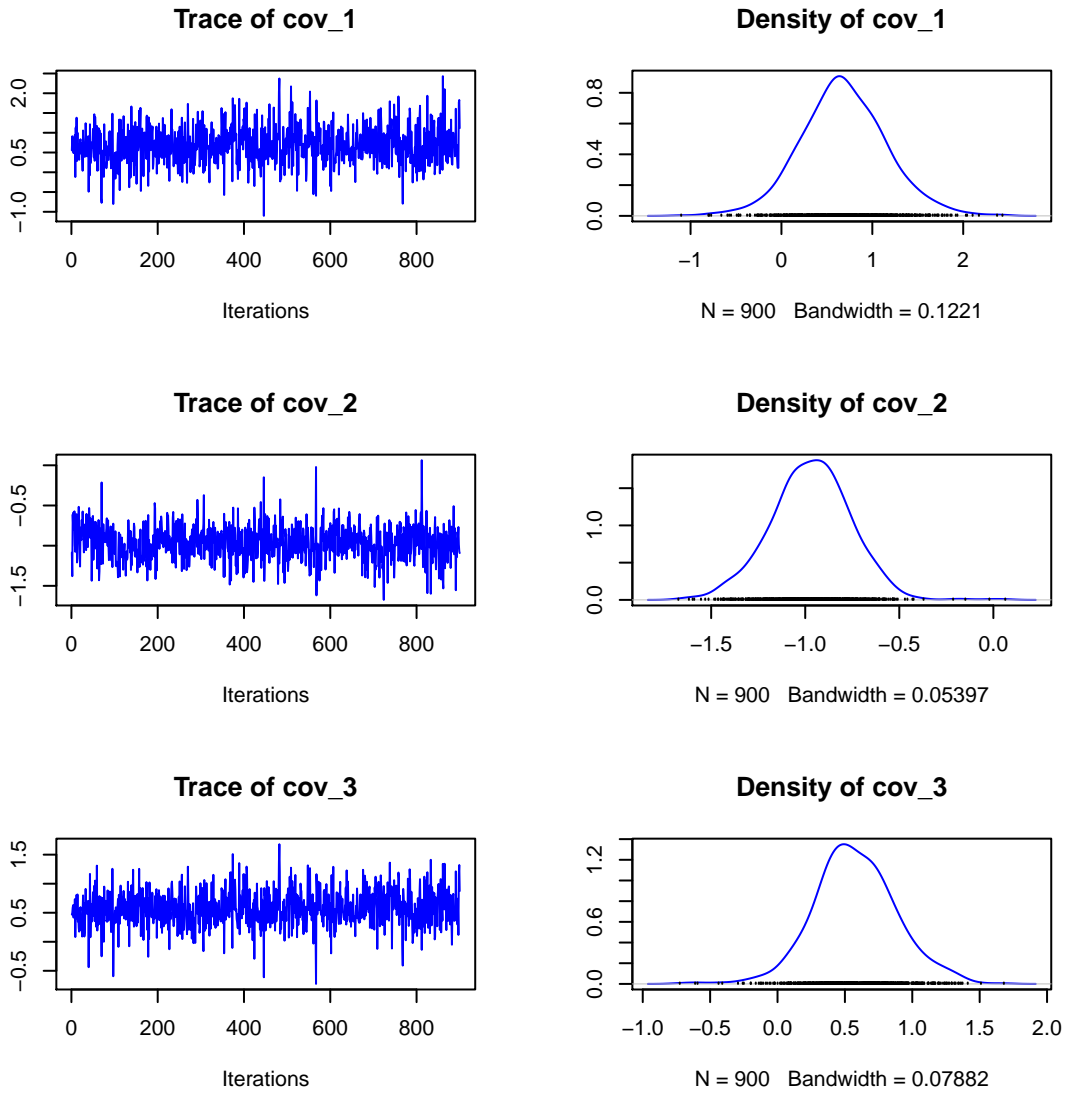 Trace of cov_1
2.0
0.5
−1.0
0 200 400 600 800
Iterations
Density of cov_1
0.8
0.4
0.0
−1 0 1 2
N = 900 Bandwidth = 0.1221
Trace of cov_2
−0.5
−1.5
0 200 400 600 800
Iterations
Density of cov_2
1.0
0.0
−1.5 −1.0 −0.5 0.0
N = 900 Bandwidth = 0.05397
Trace of cov_3
1.5
0.5
−0.5
0 200 400 600 800
Iterations
Density of cov_3
1.2
0.6
0.0
−1.0 −0.5 0.0 0.5 1.0 1.5 2.0
N = 900 Bandwidth = 0.07882